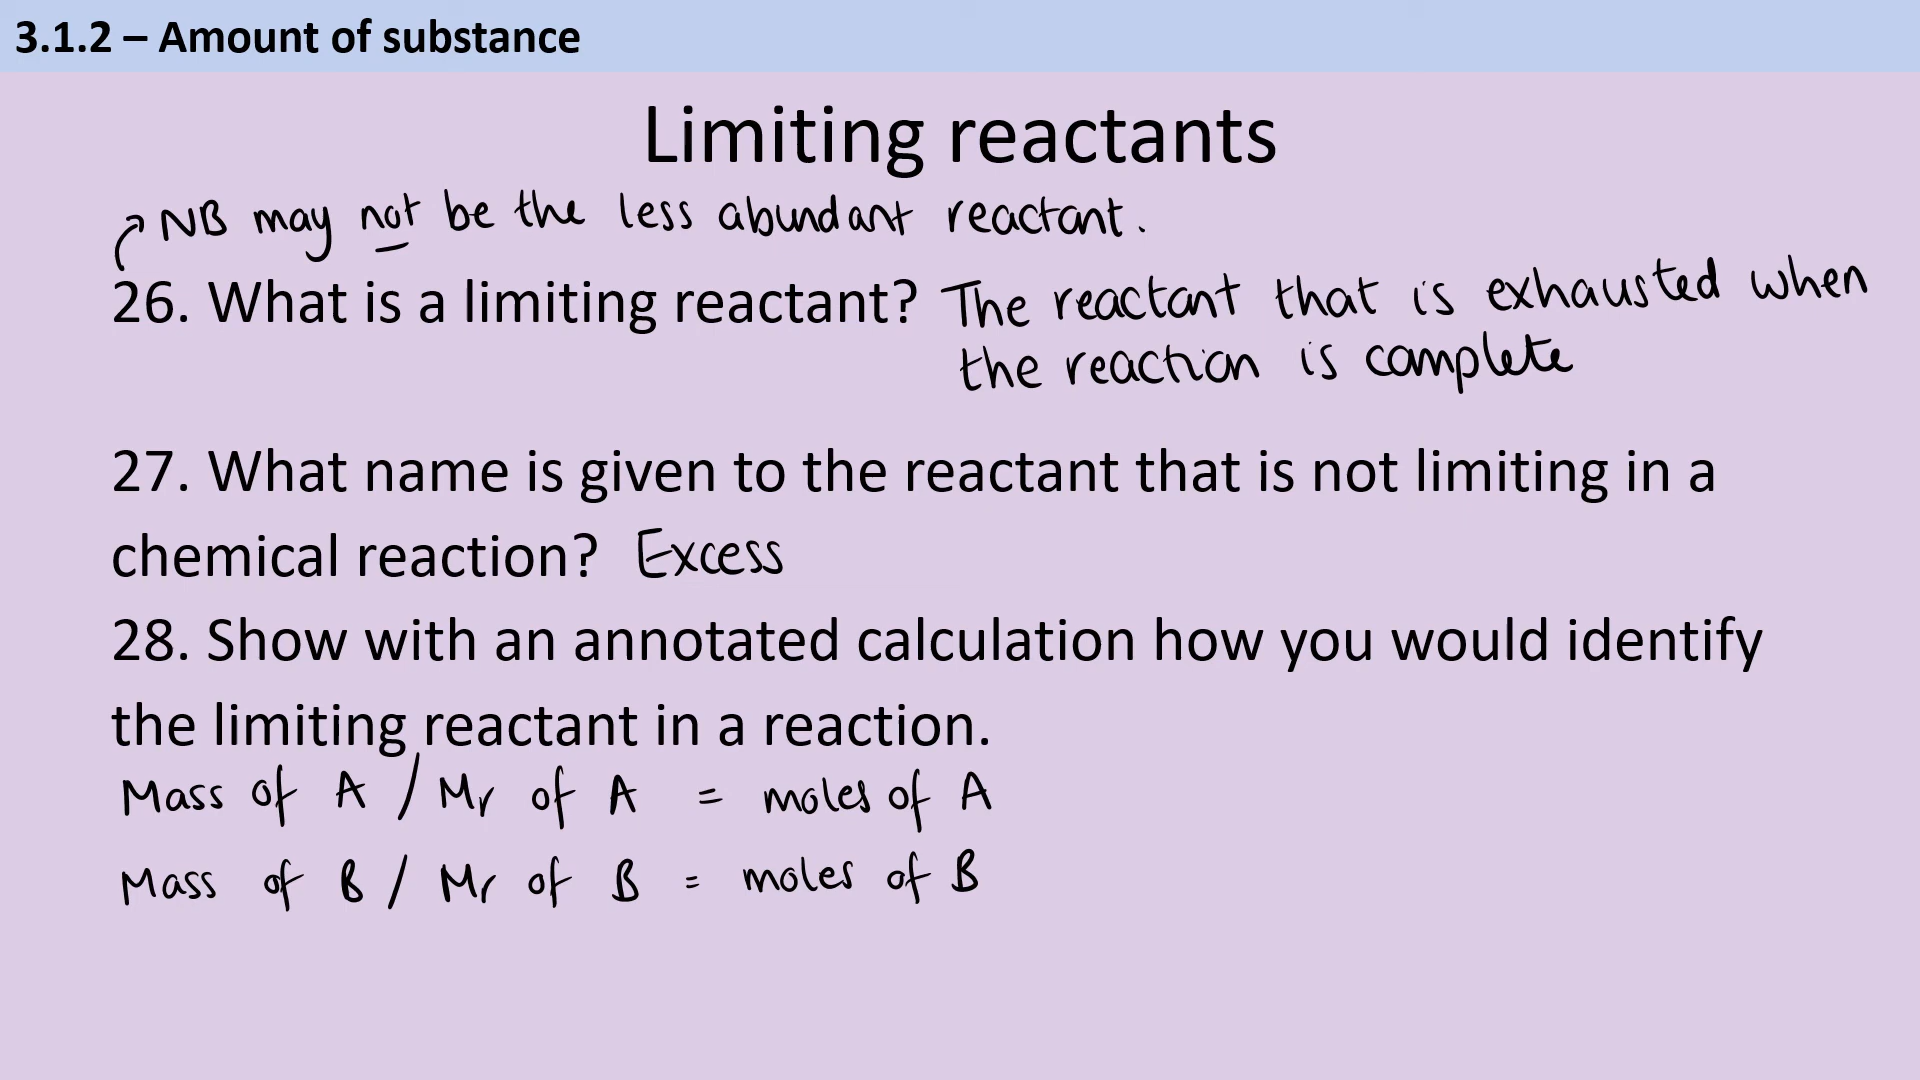 3.1.2 – Amount of substance
Limiting reactants
NB may not be the less abundant reactant.
26. What is a limiting reactant? The reactant that is exhausted when
the reaction is complete
27. What name is given to the reactant that is not limiting in a
chemical reaction? Excess
28. Show with an annotated calculation how you would identify
the limiting reactant in a reaction.
Mass of A / Mr of A = moles of A
Mass of B / Mr of B = moles of B